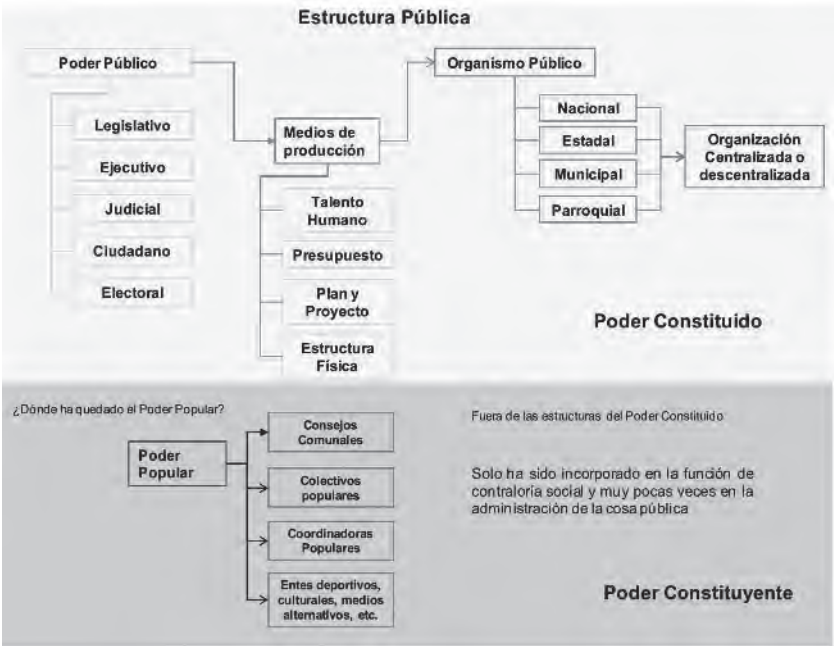 Estructura Pública
Poder Público
Legislativo
Ejecutivo
Judicial
Ciudadano
Electoral
Medios de
producción
Talento
Humano
Presupuesto
Plan y
Proyecto
Estructura
Física
Organismo Público
Nacional
Estadal
Municipal
Parroquial
Organización
Centralizada o
descentralizada
Poder Constituido
¿Dónde ha quedado el Poder Popular?
Poder
Popular
Consejos
Comunales
Colectivos
populares
Coordinadoras
Populares
Entes deportivos,
culturales, medios
alternativos, etc.
Fuera de las estructuras del Poder Constituido
Solo ha sido incorporado en la función de
contraloría social y muy pocas veces en la
administración de la cosa pública
Poder Constituyente